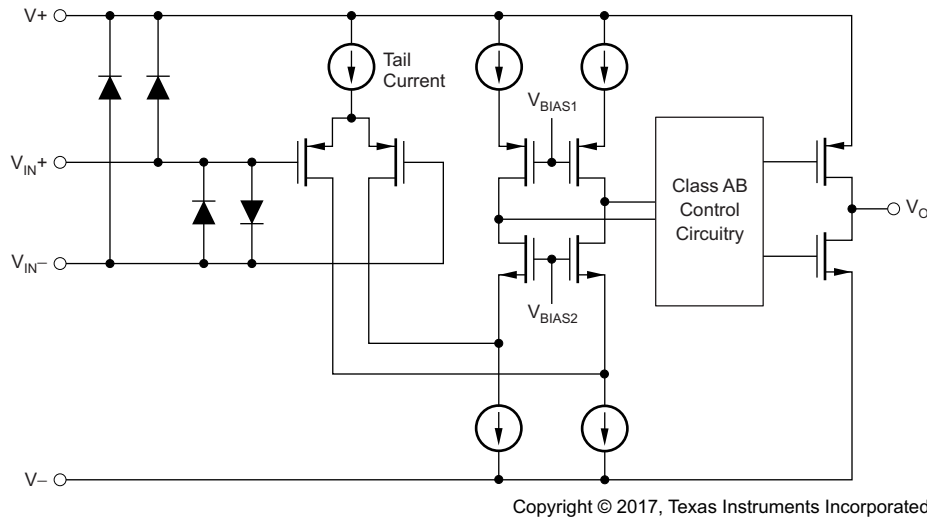 V+
Tail
Current
V_BIAS1
V_IN+
Class AB
Control
Circuitry
V_O
V_IN−
V_BIAS2
V−
Copyright © 2017, Texas Instruments Incorporated